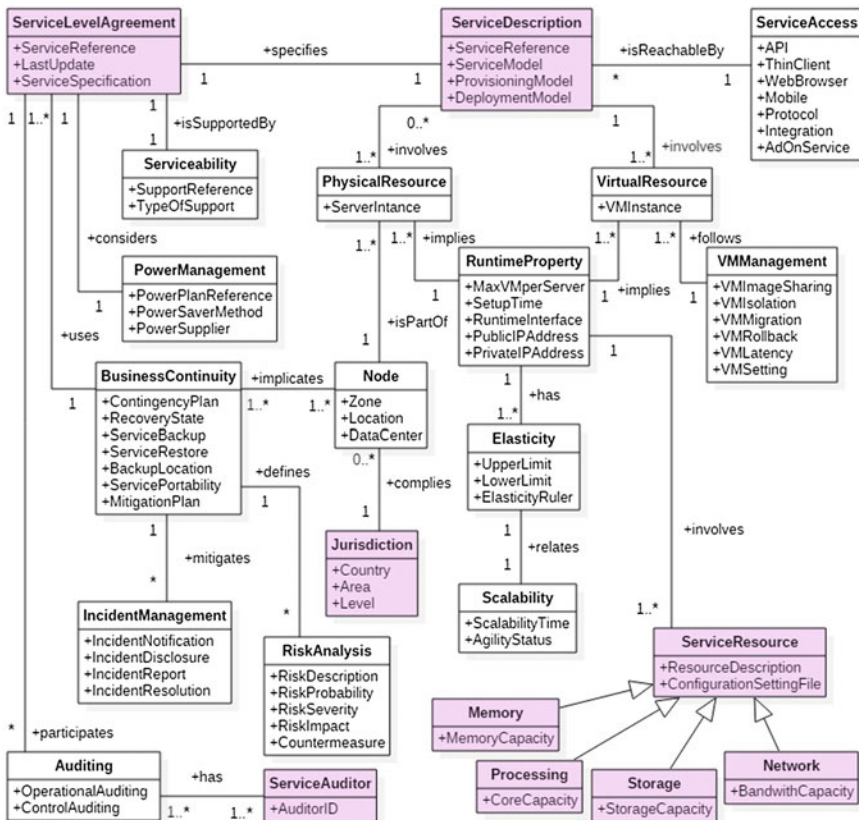 ServiceLevelAgreement
+ServiceReference
+LastUpdate
+ServiceSpecification
+specifies
1
1
ServiceDescription
+ServiceReference
+ServiceModel
+ProvisioningModel
+DeploymentModel
+isReachableBy
*
1
ServiceAccess
+API
+ThinClient
+WebBrowser
+Mobile
+Protocol
+Integration
+AdOnService
1
1..*
1
1
+isSupportedBy
1
Serviceability
+SupportReference
+TypeOfSupport
0..*
+involves
1..*
1
+involves
1..*
PhysicalResource
+ServerIntance
VirtualResource
+VMInstance
+considers
1
PowerManagement
+PowerPlanReference
+PowerSaverMethod
+PowerSupplier
1..*
1..*
+implies
1
RuntimeProperty
+MaxVMperServer
+SetupTime
+RuntimeInterface
+PublicIPAddress
+PrivateIPAddress
1..*
1
+implies
1..*
+follows
1
VMManagement
+VMImageSharing
+VMIsolation
+VMMigration
+VMRollback
+VMLatency
+VMSetting
+uses
1
+isPartOf
1
BusinessContinuity
+ContingencyPlan
+RecoveryState
+ServiceBackup
+ServiceRestore
+BackupLocation
+ServicePortability
+MitigationPlan
+implicates
1..*
1..*
Node
+Zone
+Location
+DataCenter
1
+has
1..*
Elasticity
+UpperLimit
+LowerLimit
+ElasticityRuler
1
+defines
1
*
0..*
+complies
1
Jurisdiction
+Country
+Area
+Level
1
+mitigates
*
1
+relates
1
+involves
1..*
IncidentManagement
+IncidentNotification
+IncidentDisclosure
+IncidentReport
+IncidentResolution
RiskAnalysis
+RiskDescription
+RiskProbability
+RiskSeverity
+RiskImpact
+Countermeasure
Scalability
+ScalabilityTime
+AgilityStatus
ServiceResource
+ResourceDescription
+ConfigurationSettingFile
*
+participates
Auditing
+OperationalAuditing
+ControlAuditing
+has
1..*
1..*
ServiceAuditor
+AuditorID
Memory
+MemoryCapacity
Processing
+CoreCapacity
Storage
+StorageCapacity
Network
+BandwithCapacity